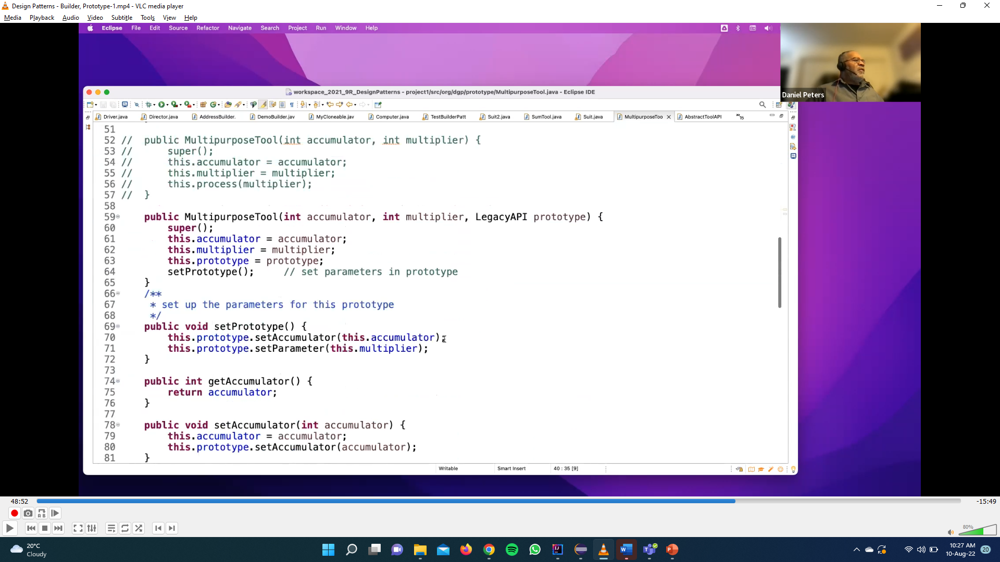 Design Patterns - Builder, Prototype-1.mp4 - VLC media player
Media Playback Audio Video Subtitle Tools View Help
Eclipse File Edit Source Refactor Navigate Search Project Run Window Help
Daniel Peters
workspace_2021_9R_DesignPatterns - project1/src/org/dgp/prototype/MultipurposeTool.java - Eclipse IDE
Driver.java Director.java AddressBuilder. DemoBuilder.jav MyCloneable.jav Computer.java TestBuilderPatt Suit2.java SumTool.java Suit.java MultipurposeToo AbstractToolAPI »15
51
52 // public MultipurposeTool(int accumulator, int multiplier) {
53 // super();
54 // this.accumulator = accumulator;
55 // this.multiplier = multiplier;
56 // this.process(multiplier);
57 // }
58
59 public MultipurposeTool(int accumulator, int multiplier, LegacyAPI prototype) {
60 super();
61 this.accumulator = accumulator;
62 this.multiplier = multiplier;
63 this.prototype = prototype;
64 setPrototype(); // set parameters in prototype
65 }
66 /**
67 * set up the parameters for this prototype
68 */
69 public void setPrototype() {
70 this.prototype.setAccumulator(this.accumulator);
71 this.prototype.setParameter(this.multiplier);
72 }
73
74 public int getAccumulator() {
75 return accumulator;
76 }
77
78 public void setAccumulator(int accumulator) {
79 this.accumulator = accumulator;
80 this.prototype.setAccumulator(accumulator);
81 }
Writable Smart Insert 40 : 35 [9]
48:52 -15:49
80%
20°C
Cloudy
10:27 AM
10-Aug-22
20